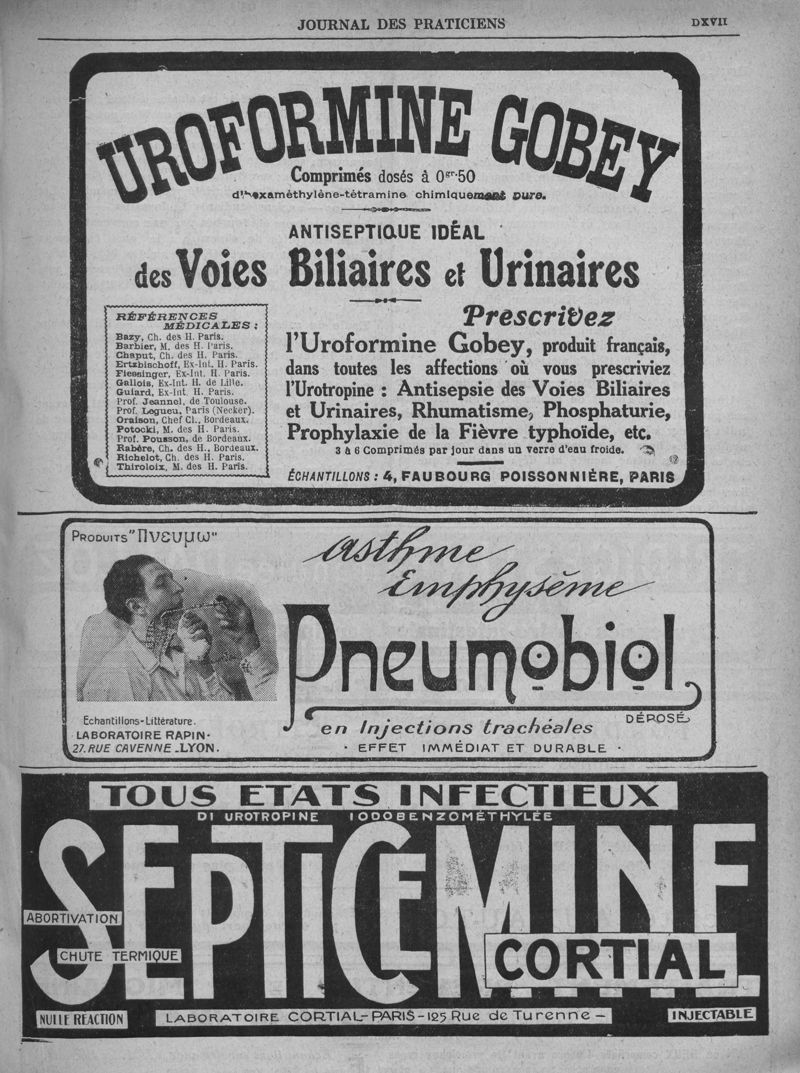 JOURNAL DES PRATICIENS
DXVII
UROFORMINE GOBEY
Comprimés dosés à 0gr.50
d'hexaméthylène-tétramine chimiquement pure.
ANTISEPTIQUE IDÉAL
des Voies Biliaires et Urinaires
RÉFÉRENCES
MÉDICALES :
Bazy, Ch. des H. Paris.
Barbier, M. des H. Paris.
Chaput, Ch. des H. Paris.
Ertzbischoff, Ex-Int. H. Paris.
Fiessinger, Ex-Int. H. Paris.
Gallois, Ex-Int. H. de Lille.
Guiard, Ex-Int. H. Paris.
Prof. Jeannel, de Toulouse.
Prof. Legueu, Paris (Necker).
Oraison, Chef Cl., Bordeaux.
Potocki, M. des H. Paris.
Prof. Pousson, de Bordeaux.
Rabère, Ch. des H., Bordeaux.
Richelot, Ch. des H. Paris.
Thiroloix, M. des H. Paris.
Prescrivez
l'Uroformine Gobey, produit français,
dans toutes les affections où vous prescriviez
l'Urotropine : Antisepsie des Voies Biliaires
et Urinaires, Rhumatisme, Phosphaturie,
Prophylaxie de la Fièvre typhoïde, etc.
3 à 6 Comprimés par jour dans un verre d'eau froide.
ÉCHANTILLONS : 4, FAUBOURG POISSONNIÈRE, PARIS
PRODUITS "Πνευμω"
Asthme
Emphysème
Pneumobiol
DÉPOSÉ
en Injections trachéales
· EFFET IMMÉDIAT ET DURABLE ·
Echantillons-Littérature.
LABORATOIRE RAPIN·
27. RUE CAVENNE _LYON.
TOUS ETATS INFECTIEUX
DI UROTROPINE IODOBENZOMÉTHYLÉE
SEPTICEMINE
ABORTIVATION
CHUTE TERMIQUE
CORTIAL
NULLE RÉACTION
LABORATOIRE CORTIAL-PARIS-125 Rue de Turenne-
INJECTABLE